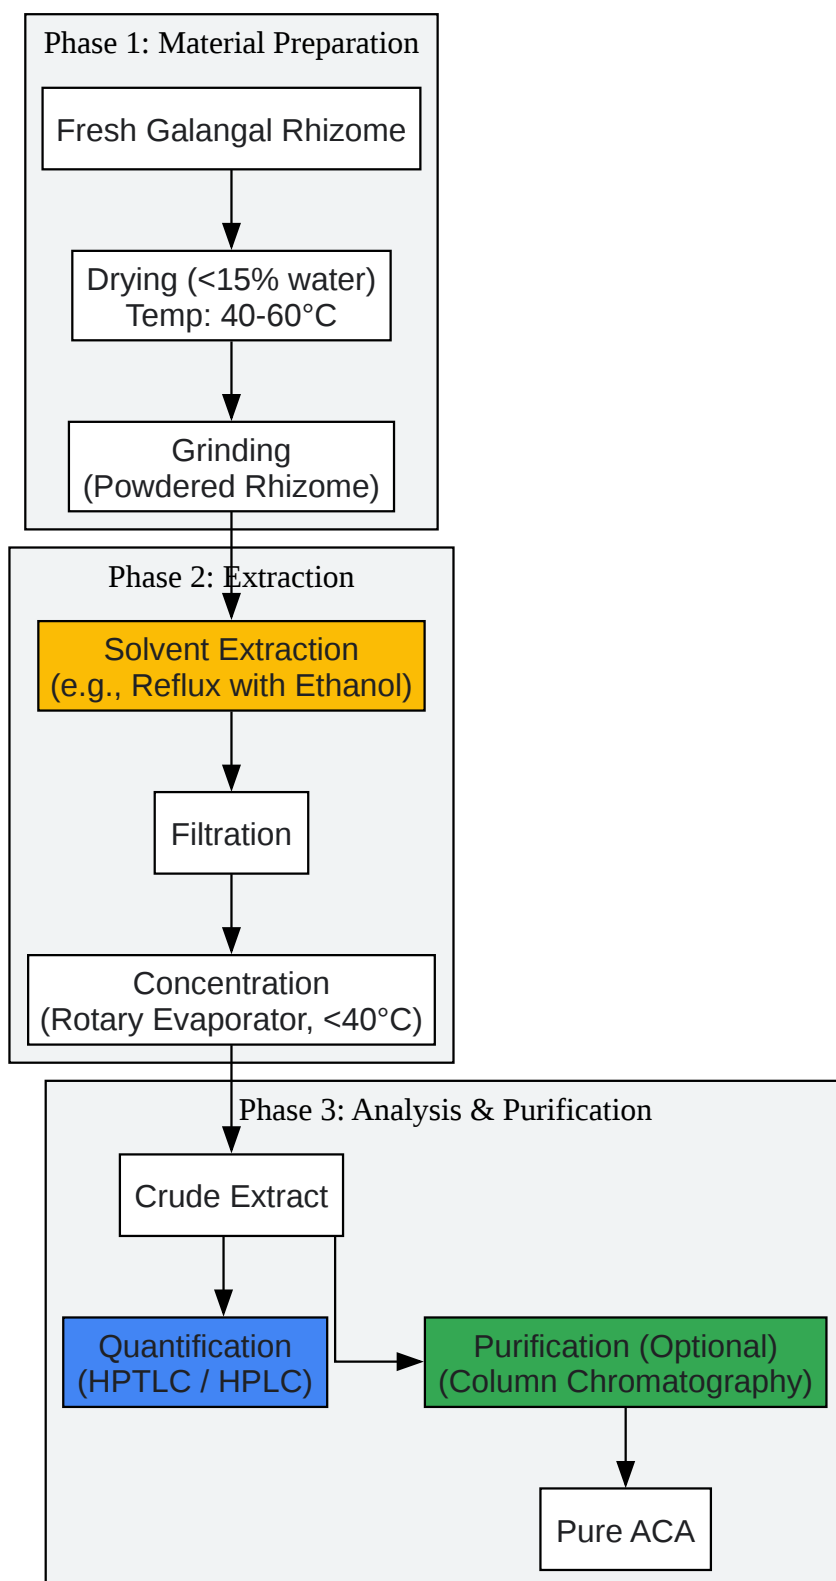 Phase 1: Material Preparation
Fresh Galangal Rhizome
Drying (<15% water)
Temp: 40-60°C
Grinding
(Powdered Rhizome)
Phase 2: Extraction
Solvent Extraction
(e.g., Reflux with Ethanol)
Filtration
Concentration
(Rotary Evaporator, <40°C)
Phase 3: Analysis & Purification
Crude Extract
Quantification
(HPTLC / HPLC)
Purification (Optional)
(Column Chromatography)
Pure ACA